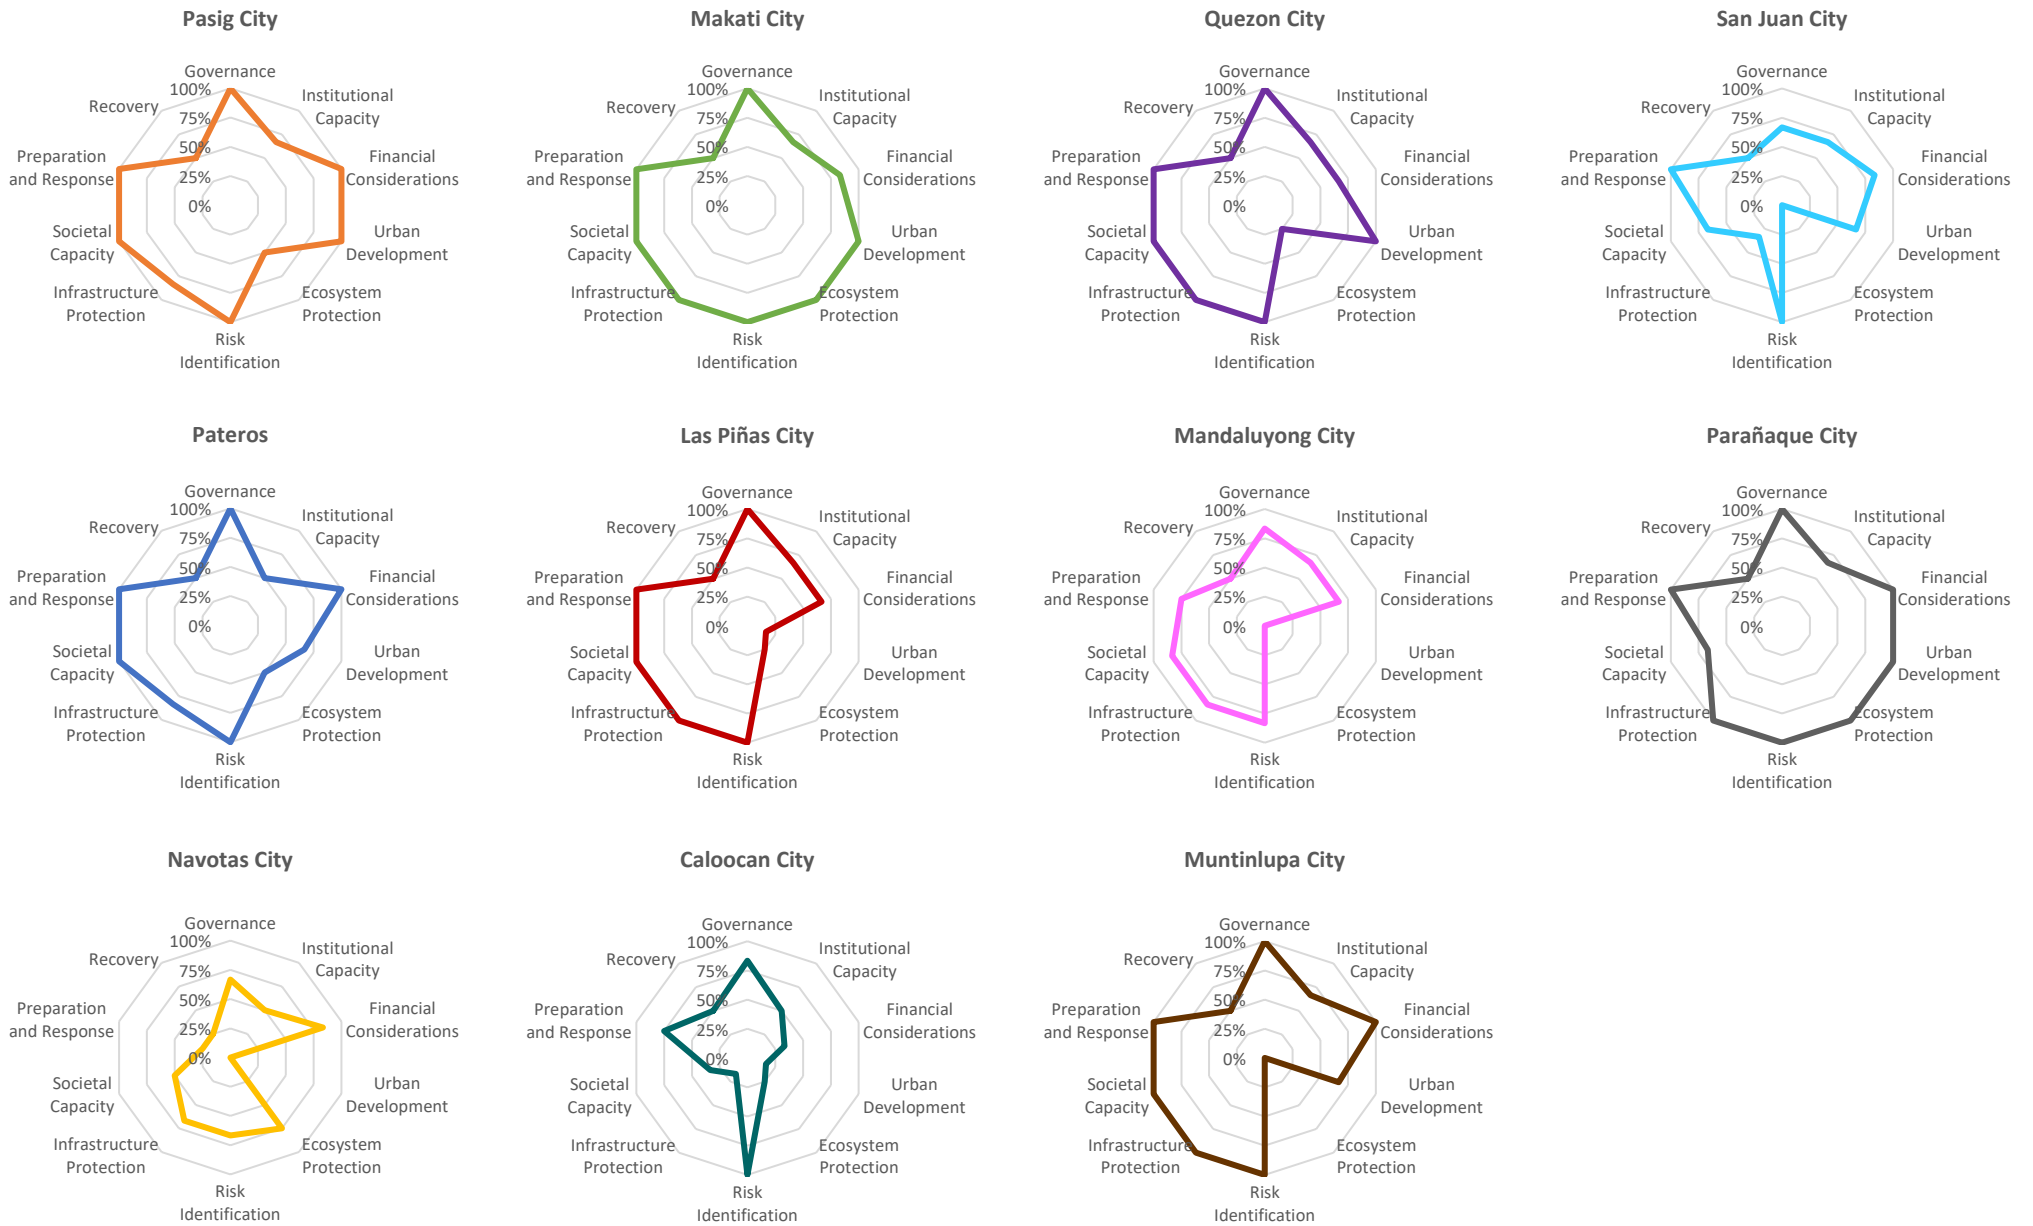 Pasig City
Governance
100%
75%
50%
25%
0%
Institutional
Capacity
Financial
Considerations
Urban
Development
Ecosystem
Protection
Risk
Identification
Infrastructure
Protection
Societal
Capacity
Preparation
and Response
Recovery
Makati City
Governance
100%
75%
50%
25%
0%
Institutional
Capacity
Financial
Considerations
Urban
Development
Ecosystem
Protection
Risk
Identification
Infrastructure
Protection
Societal
Capacity
Preparation
and Response
Recovery
Quezon City
Governance
100%
75%
50%
25%
0%
Institutional
Capacity
Financial
Considerations
Urban
Development
Ecosystem
Protection
Risk
Identification
Infrastructure
Protection
Societal
Capacity
Preparation
and Response
Recovery
San Juan City
Governance
100%
75%
50%
25%
0%
Institutional
Capacity
Financial
Considerations
Urban
Development
Ecosystem
Protection
Risk
Identification
Infrastructure
Protection
Societal
Capacity
Preparation
and Response
Recovery
Pateros
Governance
100%
75%
50%
25%
0%
Institutional
Capacity
Financial
Considerations
Urban
Development
Ecosystem
Protection
Risk
Identification
Infrastructure
Protection
Societal
Capacity
Preparation
and Response
Recovery
Las Piñas City
Governance
100%
75%
50%
25%
0%
Institutional
Capacity
Financial
Considerations
Urban
Development
Ecosystem
Protection
Risk
Identification
Infrastructure
Protection
Societal
Capacity
Preparation
and Response
Recovery
Mandaluyong City
Governance
100%
75%
50%
25%
0%
Institutional
Capacity
Financial
Considerations
Urban
Development
Ecosystem
Protection
Risk
Identification
Infrastructure
Protection
Societal
Capacity
Preparation
and Response
Recovery
Parañaque City
Governance
100%
75%
50%
25%
0%
Institutional
Capacity
Financial
Considerations
Urban
Development
Ecosystem
Protection
Risk
Identification
Infrastructure
Protection
Societal
Capacity
Preparation
and Response
Recovery
Navotas City
Governance
100%
75%
50%
25%
0%
Institutional
Capacity
Financial
Considerations
Urban
Development
Ecosystem
Protection
Risk
Identification
Infrastructure
Protection
Societal
Capacity
Preparation
and Response
Recovery
Caloocan City
Governance
100%
75%
50%
25%
0%
Institutional
Capacity
Financial
Considerations
Urban
Development
Ecosystem
Protection
Risk
Identification
Infrastructure
Protection
Societal
Capacity
Preparation
and Response
Recovery
Muntinlupa City
Governance
100%
75%
50%
25%
0%
Institutional
Capacity
Financial
Considerations
Urban
Development
Ecosystem
Protection
Risk
Identification
Infrastructure
Protection
Societal
Capacity
Preparation
and Response
Recovery